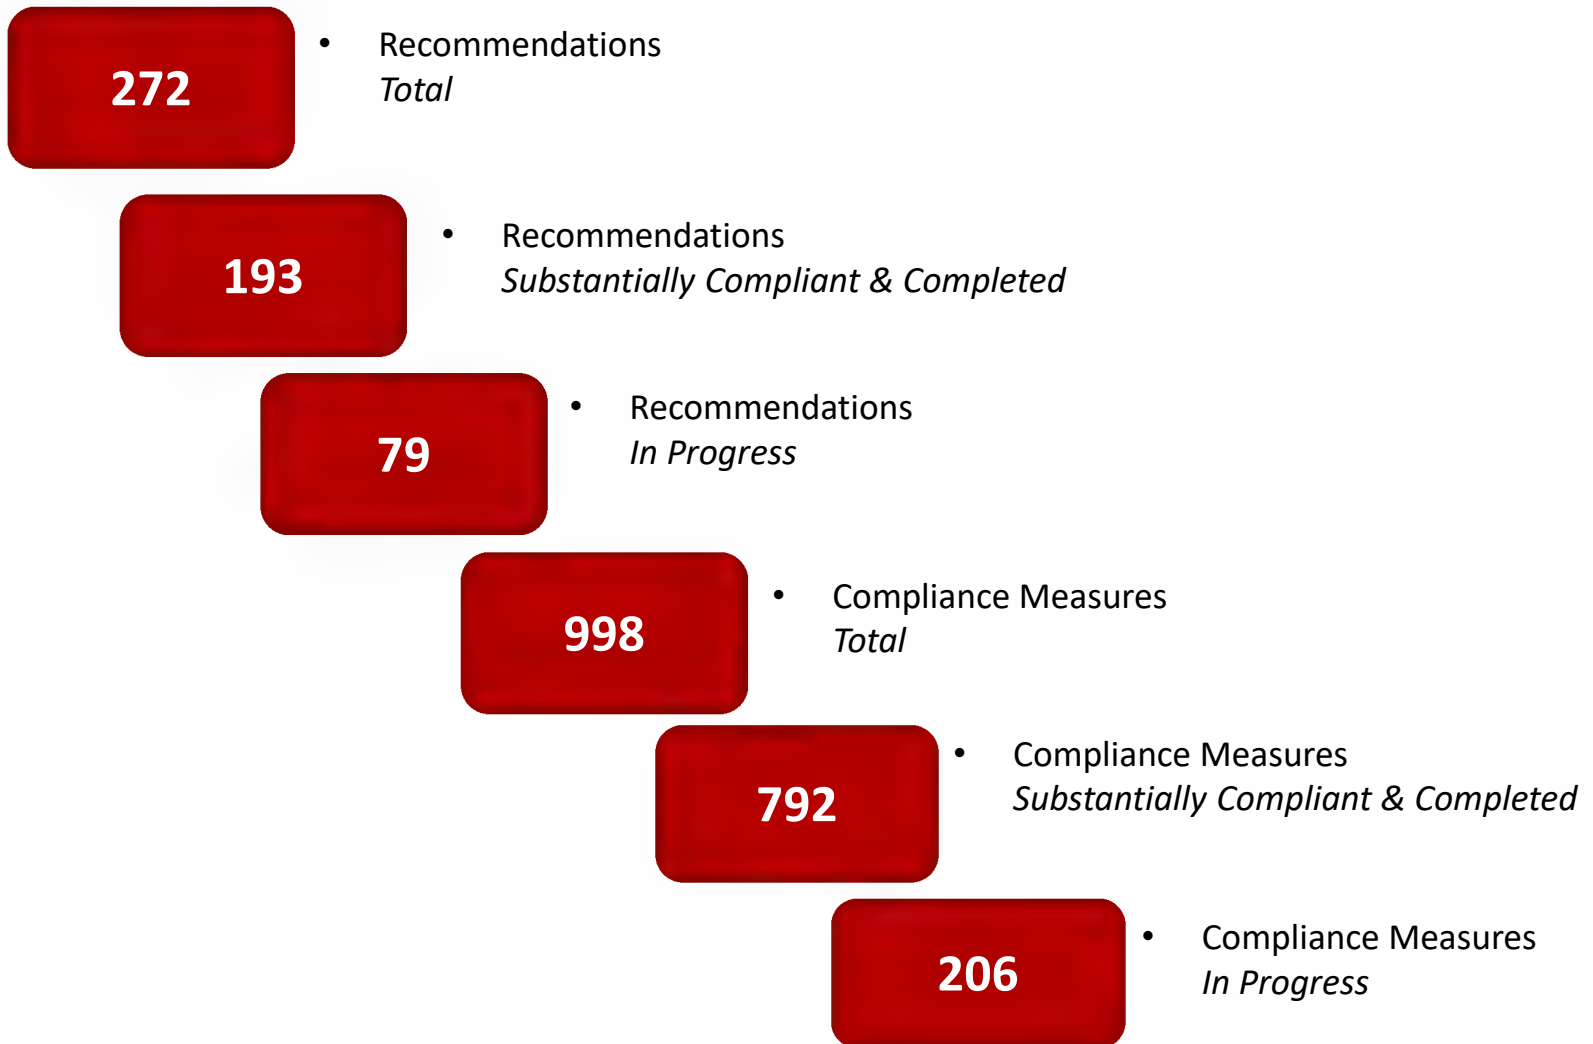 272
• Recommendations
Total
193
• Recommendations
Substantially Compliant & Completed
79
• Recommendations
In Progress
998
• Compliance Measures
Total
792
• Compliance Measures
Substantially Compliant & Completed
206
• Compliance Measures
In Progress